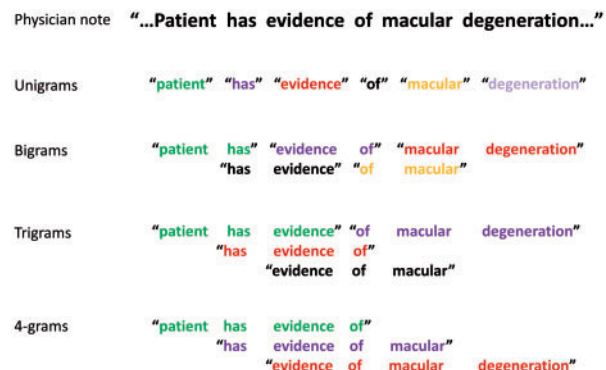 Physician note “...Patient has evidence of macular degeneration...”
Unigrams “patient” “has” “evidence” “of” “macular” “degeneration”
Bigrams “patient has” “evidence of” “macular degeneration”
“has evidence” “of macular”
Trigrams “patient has evidence” “of macular degeneration”
“has evidence of”
“evidence of macular”
4-grams “patient has evidence of”
“has evidence of macular”
“evidence of macular degeneration”